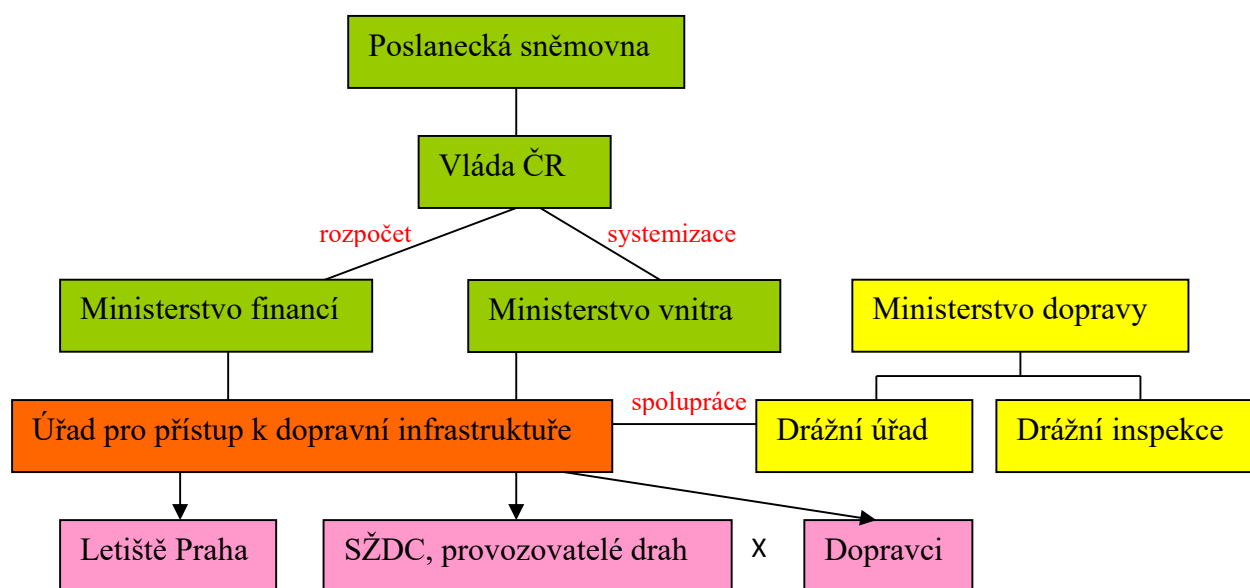 Poslanecká sněmovna
Vláda ČR
rozpočet
systemizace
Ministerstvo financí
Ministerstvo vnitra
Ministerstvo dopravy
Úřad pro přístup k dopravní infrastruktuře
spolupráce
Drážní úřad
Drážní inspekce
Letiště Praha
SŽDC, provozovatelé drah
X
Dopravci